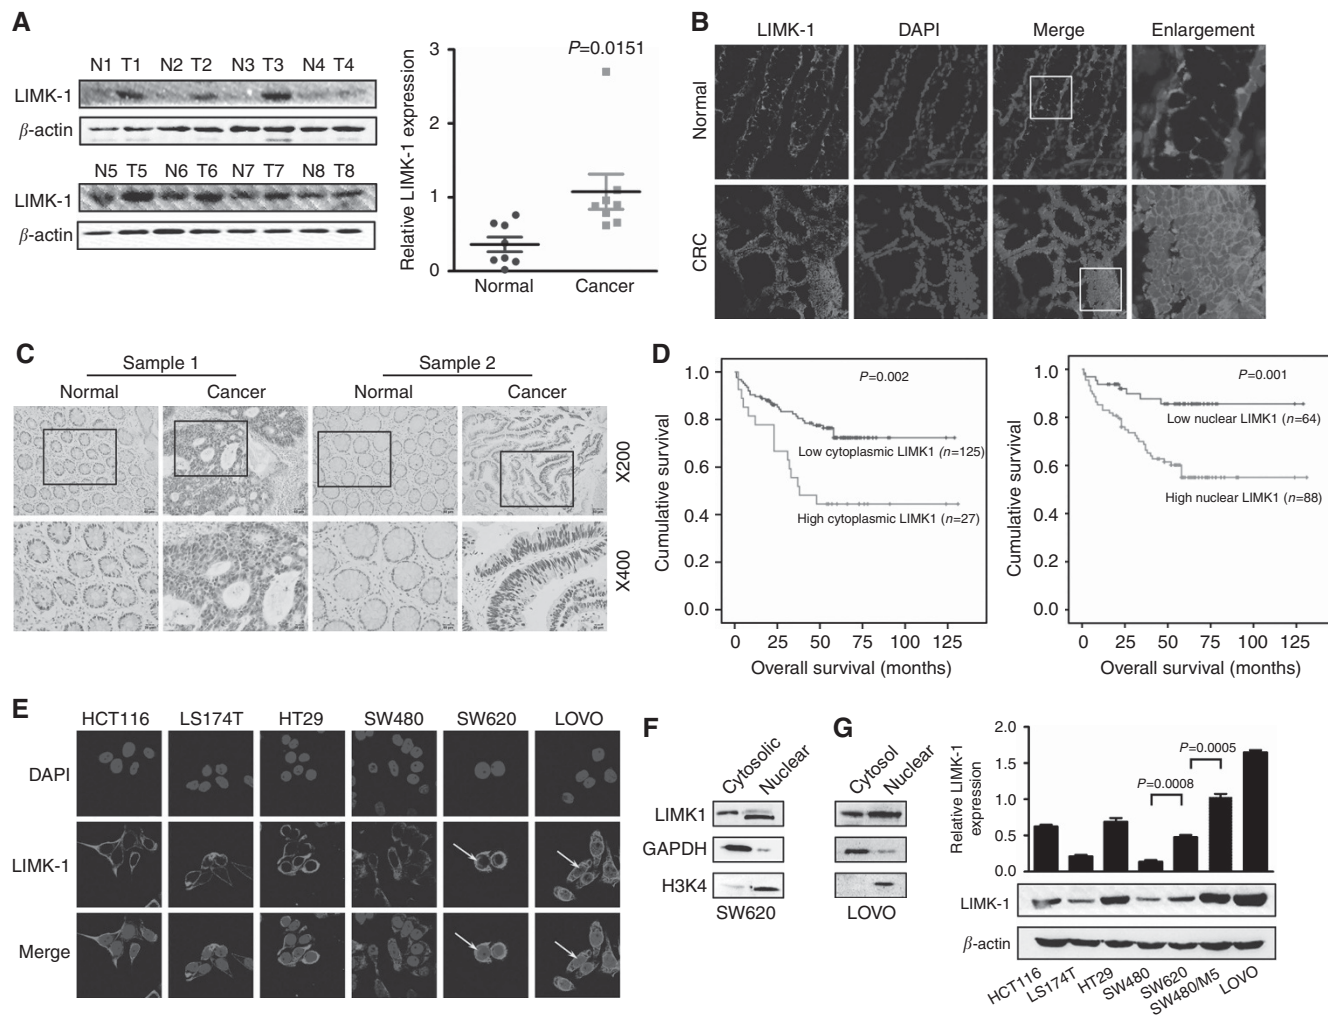 A
N1 T1 N2 T2 N3 T3 N4 T4
LIMK-1
β-actin
N5 T5 N6 T6 N7 T7 N8 T8
LIMK-1
β-actin
Relative LIMK-1 expression
3
2
1
0
P=0.0151
Normal Cancer
B
LIMK-1 DAPI Merge Enlargement
Normal
CRC
C
Sample 1 Sample 2
Normal Cancer Normal Cancer
X200
X400
D
Cumulative survival
1.0
0.8
0.6
0.4
0.2
0.0
P=0.002
Low cytoplasmic LIMK1 (n=125)
High cytoplasmic LIMK1 (n=27)
0 25 50 75 100 125
Overall survival (months)
Cumulative survival
1.0
0.8
0.6
0.4
0.2
0.0
P=0.001
Low nuclear LIMK1 (n=64)
High nuclear LIMK1 (n=88)
0 25 50 75 100 125
Overall survival (months)
E
HCT116 LS174T HT29 SW480 SW620 LOVO
DAPI
LIMK-1
Merge
F
Cytosolic
Nuclear
LIMK1
GAPDH
H3K4
SW620
G
Cytosol
Nuclear
LOVO
Relative LIMK-1
expression
2.0
1.5
1.0
0.5
0.0
P=0.0008
P=0.0005
LIMK-1
β-actin
HCT116
LS174T
HT29
SW480
SW620
SW480/M5
LOVO